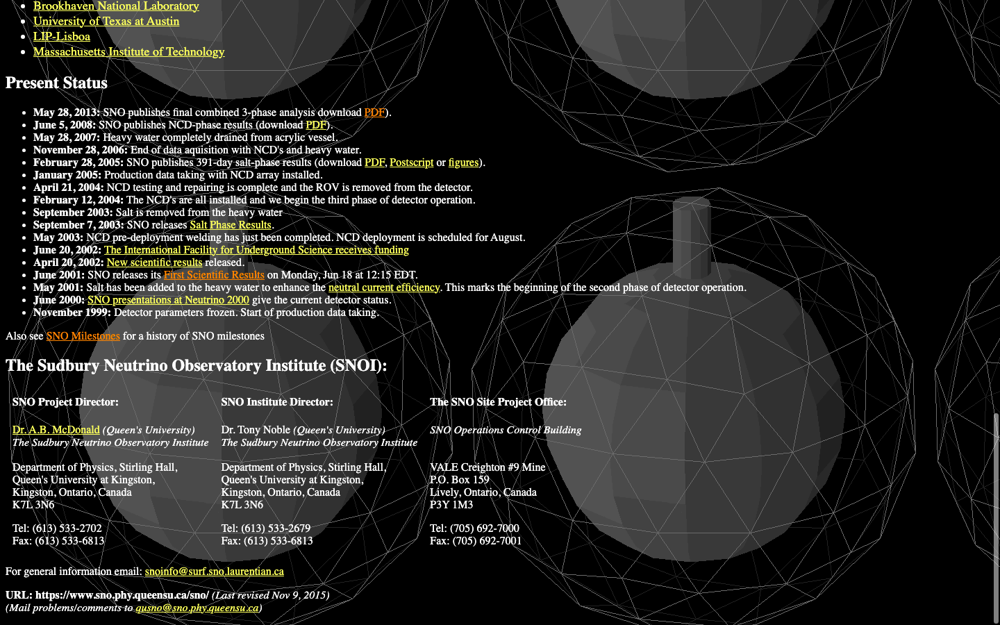 Brookhaven National Laboratory
University of Texas at Austin
LIP-Lisboa
Massachusetts Institute of Technology
Present Status
May 28, 2013: SNO publishes final combined 3-phase analysis download PDF).
June 5, 2008: SNO publishes NCD-phase results (download PDF).
May 28, 2007: Heavy water completely drained from acrylic vessel.
November 28, 2006: End of data aquisition with NCD's and heavy water.
February 28, 2005: SNO publishes 391-day salt-phase results (download PDF, Postscript or figures).
January 2005: Production data taking with NCD array installed.
April 21, 2004: NCD testing and repairing is complete and the ROV is removed from the detector.
February 12, 2004: The NCD's are all installed and we begin the third phase of detector operation.
September 2003: Salt is removed from the heavy water
September 7, 2003: SNO releases Salt Phase Results.
May 2003: NCD pre-deployment welding has just been completed. NCD deployment is scheduled for August.
June 20, 2002: The International Facility for Underground Science receives funding
April 20, 2002: New scientific results released.
June 2001: SNO releases its First Scientific Results on Monday, Jun 18 at 12:15 EDT.
May 2001: Salt has been added to the heavy water to enhance the neutral current efficiency. This marks the beginning of the second phase of detector operation.
June 2000: SNO presentations at Neutrino 2000 give the current detector status.
November 1999: Detector parameters frozen. Start of production data taking.
Also see SNO Milestones for a history of SNO milestones
The Sudbury Neutrino Observatory Institute (SNOI):
SNO Project Director:
Dr. A.B. McDonald (Queen's University)
The Sudbury Neutrino Observatory Institute
Department of Physics, Stirling Hall,
Queen's University at Kingston,
Kingston, Ontario, Canada
K7L 3N6
Tel: (613) 533-2702
Fax: (613) 533-6813
SNO Institute Director:
Dr. Tony Noble (Queen's University)
The Sudbury Neutrino Observatory Institute
Department of Physics, Stirling Hall,
Queen's University at Kingston,
Kingston, Ontario, Canada
K7L 3N6
Tel: (613) 533-2679
Fax: (613) 533-6813
The SNO Site Project Office:
SNO Operations Control Building
VALE Creighton #9 Mine
P.O. Box 159
Lively, Ontario, Canada
P3Y 1M3
Tel: (705) 692-7000
Fax: (705) 692-7001
For general information email: snoinfo@surf.sno.laurentian.ca
URL: https://www.sno.phy.queensu.ca/sno/ (Last revised Nov 9, 2015)
(Mail problems/comments to qusno@sno.phy.queensu.ca)